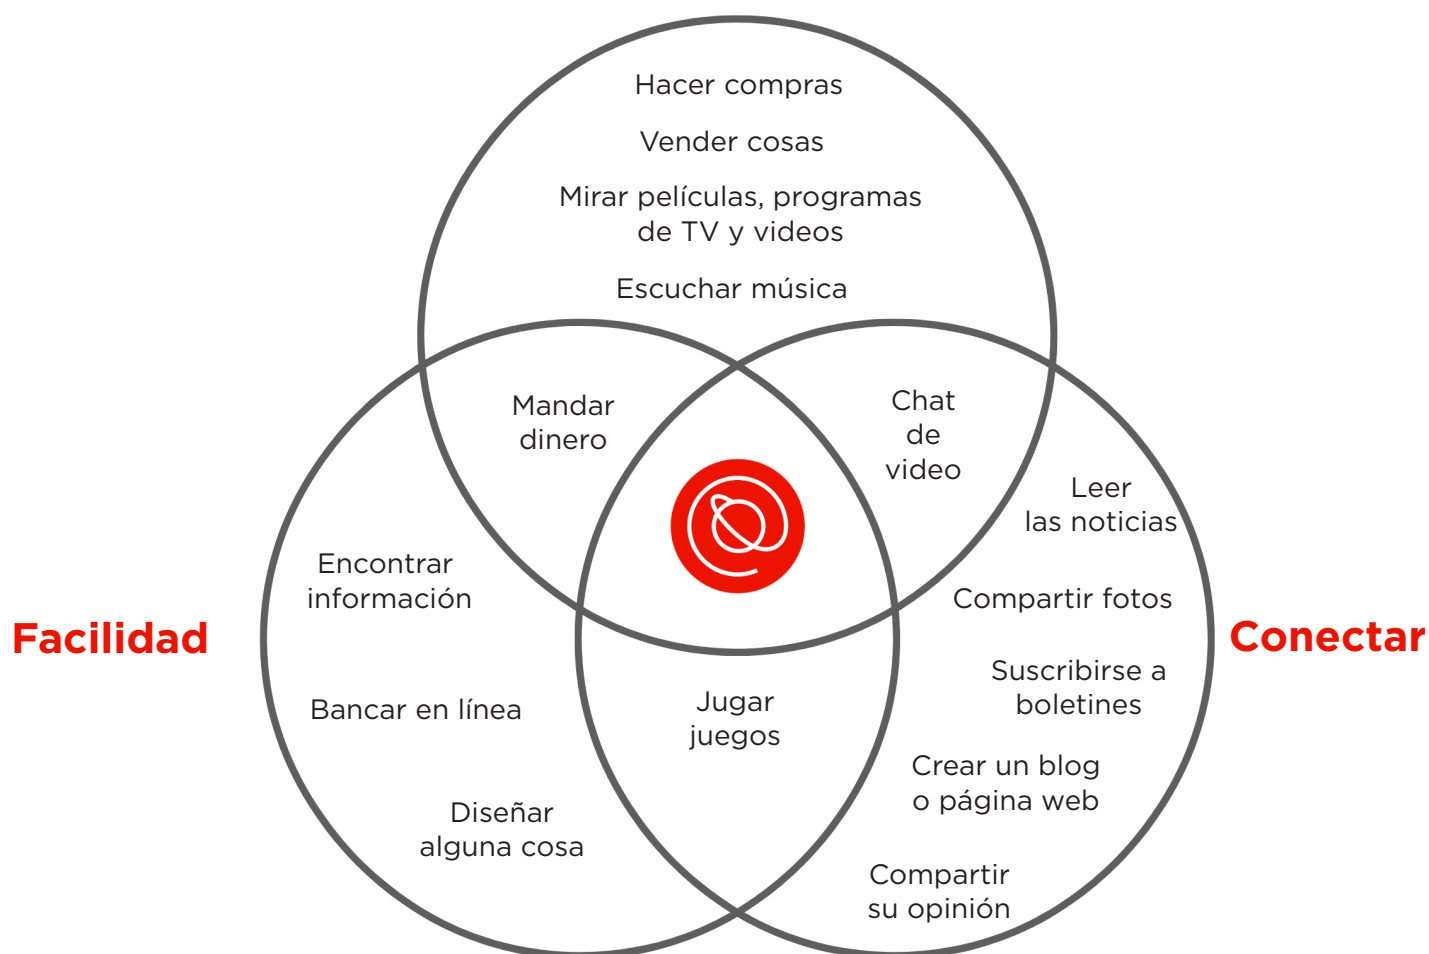 Hacer compras
Vender cosas
Mirar películas, programas
de TV y videos
Escuchar música
Mandar
dinero
Chat
de
video
Leer
las noticias
Encontrar
información
Compartir fotos
Facilidad
Conectar
Suscribirse a
boletines
Bancar en línea
Jugar
juegos
Crear un blog
o página web
Diseñar
alguna cosa
Compartir
su opinión